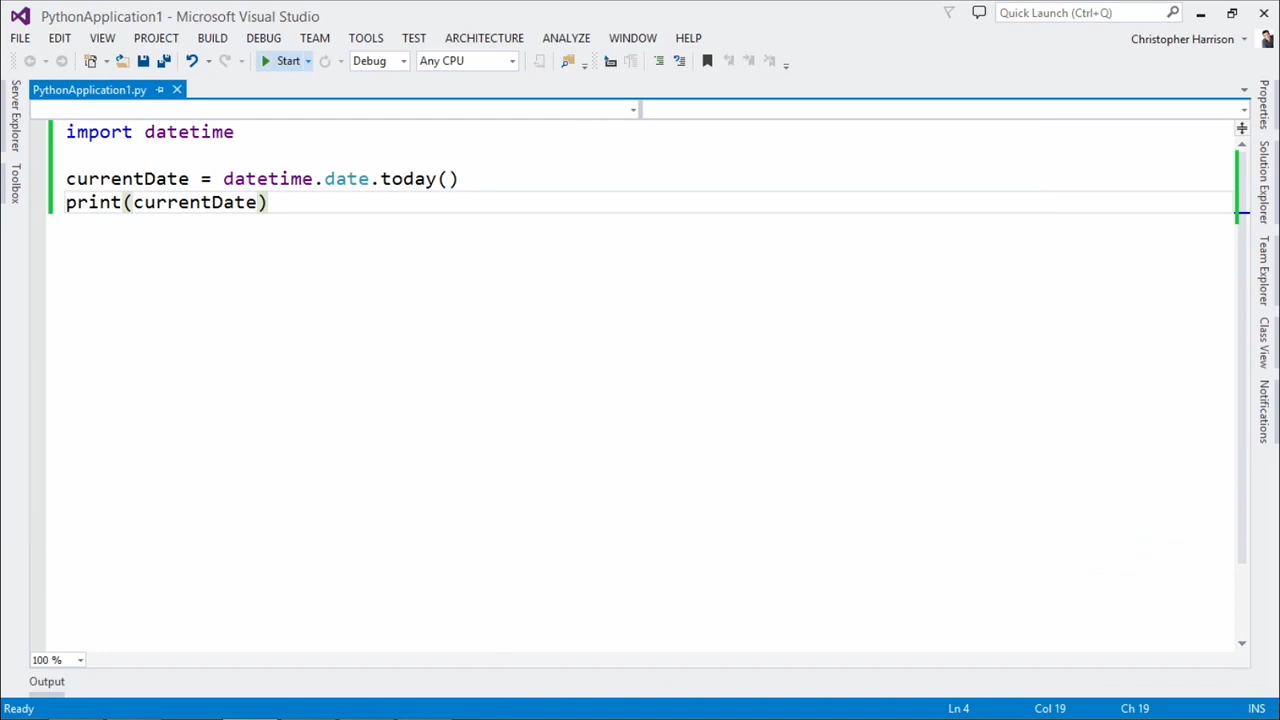 PythonApplication1 - Microsoft Visual Studio
Quick Launch (Ctrl+Q)
FILE EDIT VIEW PROJECT BUILD DEBUG TEAM TOOLS TEST ARCHITECTURE ANALYZE WINDOW HELP
Christopher Harrison
Start Debug Any CPU
PythonApplication1.py
import datetime
currentDate = datetime.date.today()
print(currentDate)
Server Explorer
Toolbox
Properties
Solution Explorer
Team Explorer
Class View
Notifications
100 %
Output
Ready Ln 4 Col 19 Ch 19 INS